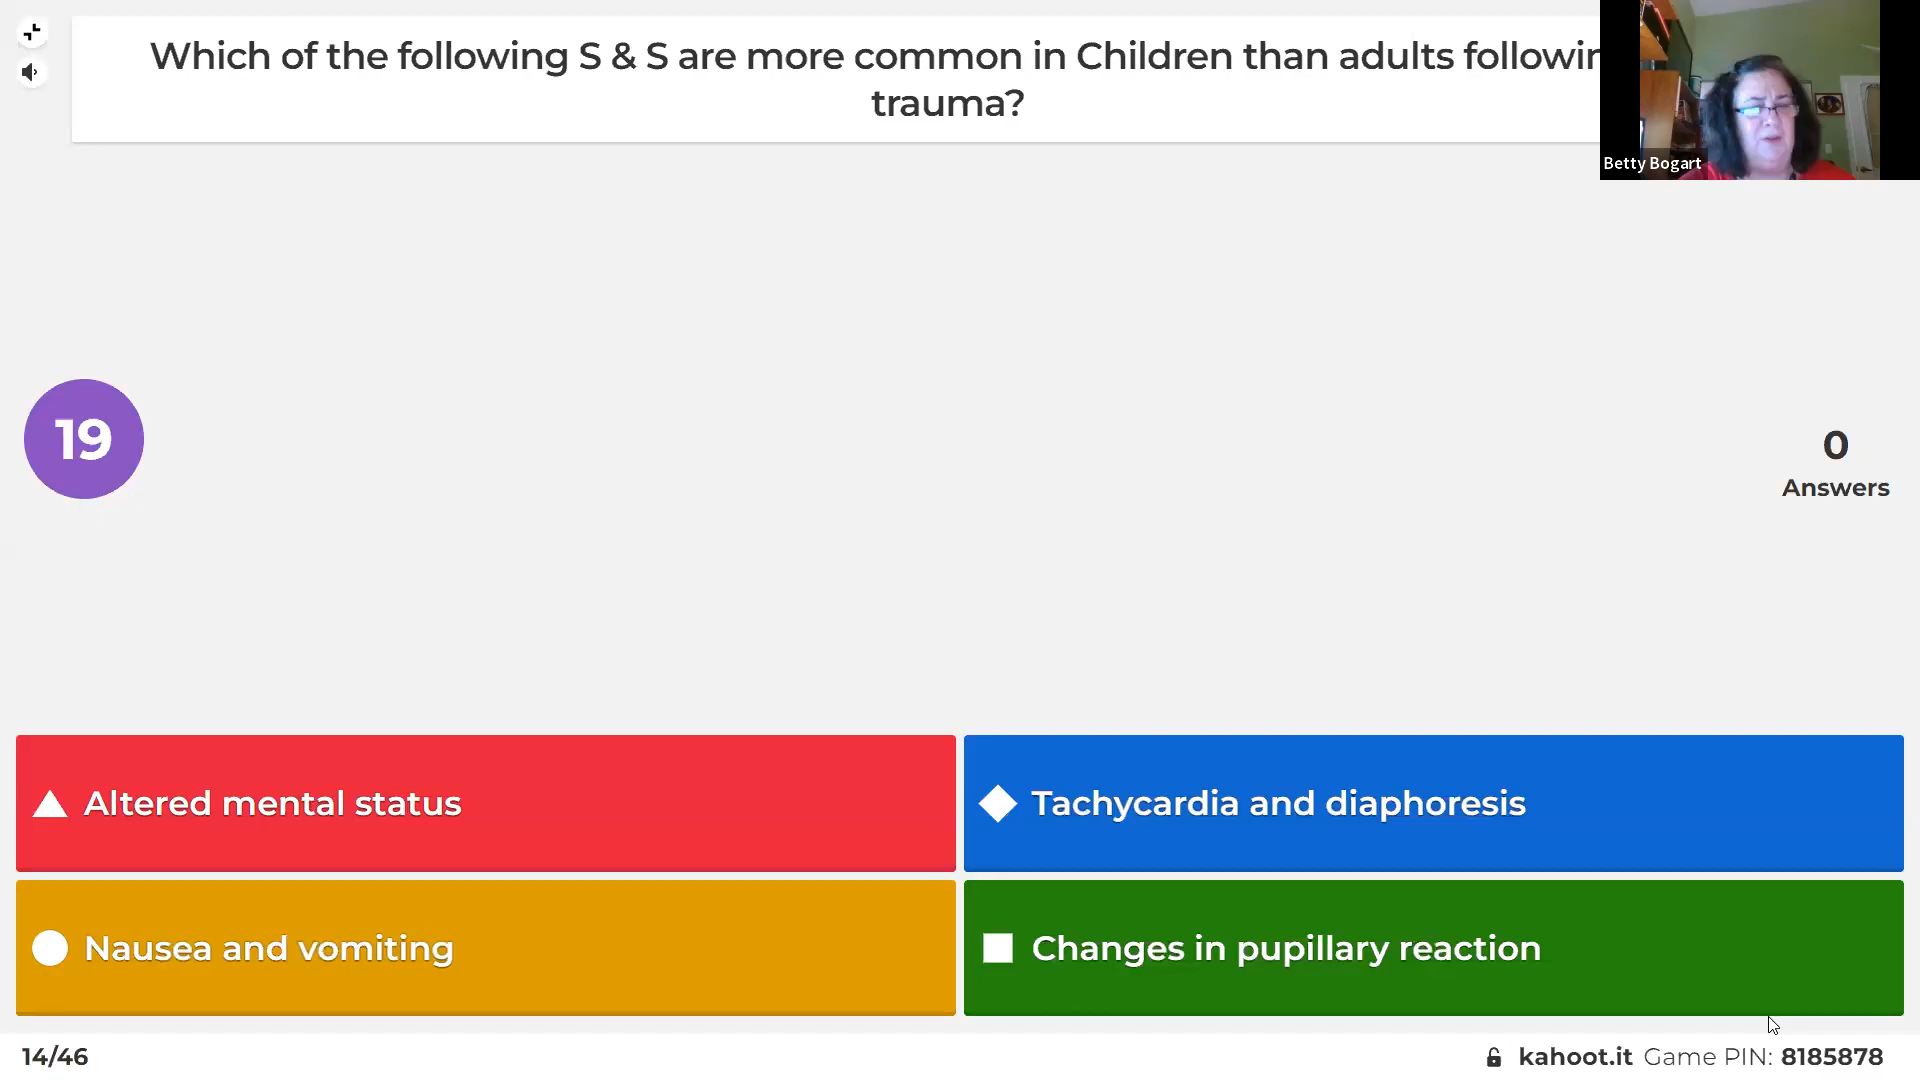 Which of the following S & S are more common in Children than adults followin
trauma?
Betty Bogart
19
0
Answers
Altered mental status
Tachycardia and diaphoresis
Nausea and vomiting
Changes in pupillary reaction
14/46
kahoot.it Game PIN: 8185878